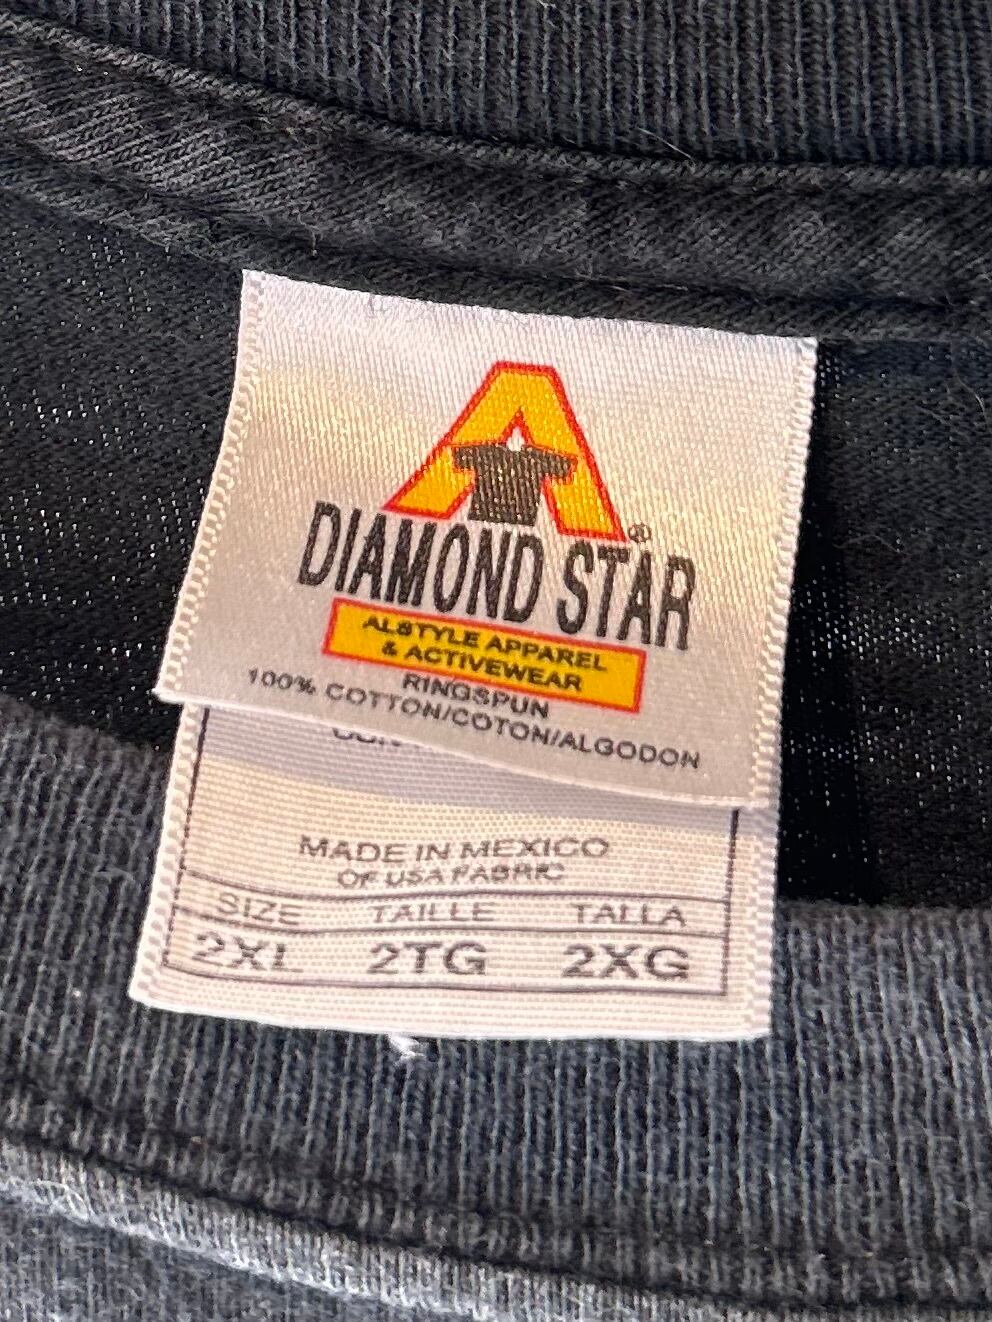 A
®
DIAMOND STAR
ALSTYLE APPAREL
& ACTIVEWEAR
RINGSPUN
100% COTTON/COTON/ALGODON
MADE IN MEXICO
OF USA FABRIC
SIZE TAILLE TALLA
2XL 2TG 2XG